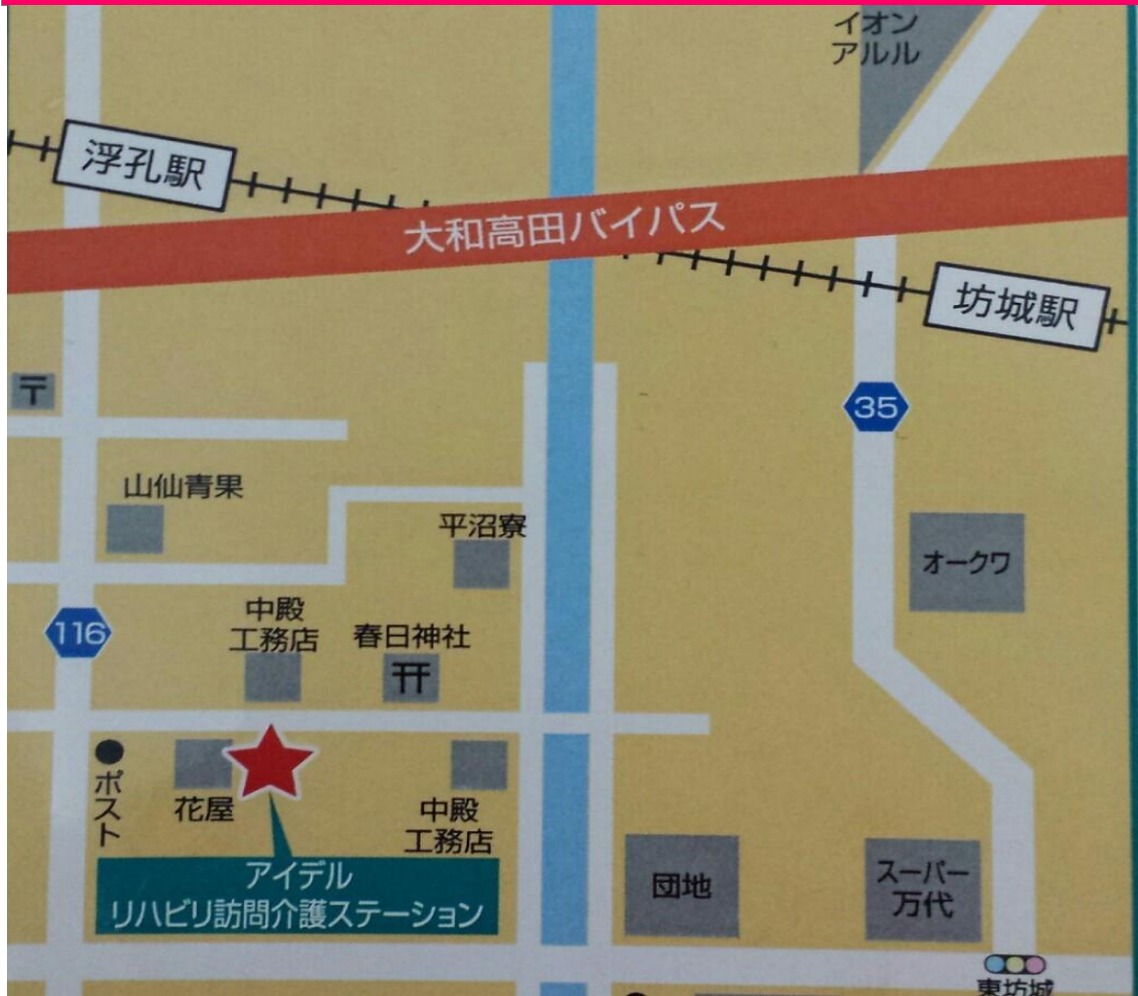 イオン
アルル
浮孔駅
大和高田バイパス
坊城駅
〒
35
山仙青果
平沼寮
オークワ
中殿
工務店
春日神社
116
ポスト
花屋
中殿
工務店
団地
スーパー
万代
アイデル
リハビリ訪問介護ステーション
東坊城